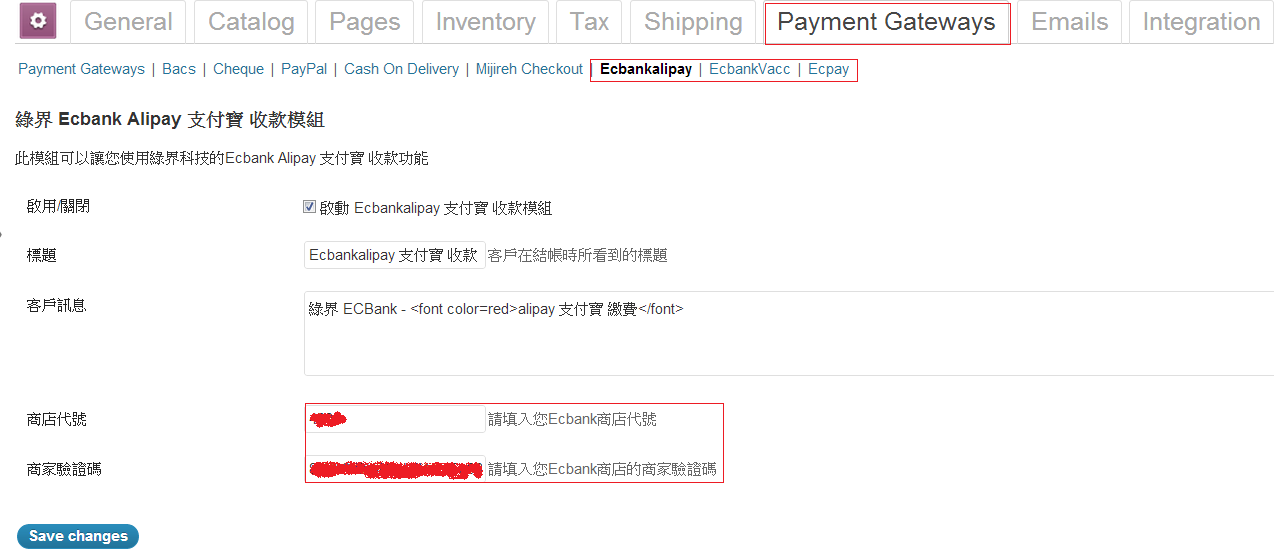 General Catalog Pages Inventory Tax Shipping Payment Gateways Emails Integration
Payment Gateways | Bacs | Cheque | PayPal | Cash On Delivery | Mijireh Checkout | Ecbankalipay | EcbankVacc | Ecpay
綠界 Ecbank Alipay 支付寶 收款模組
此模組可以讓您使用綠界科技的Ecbank Alipay 支付寶 收款功能
啟用/關閉 啟動 Ecbankalipay 支付寶 收款模組
標題 Ecbankalipay 支付寶 收款 客戶在結帳時所看到的標題
客戶訊息 綠界 ECBank - <font color=red>alipay 支付寶 繳費</font>
商店代號 請填入您Ecbank商店代號
商家驗證碼 請填入您Ecbank商店的商家驗證碼
Save changes